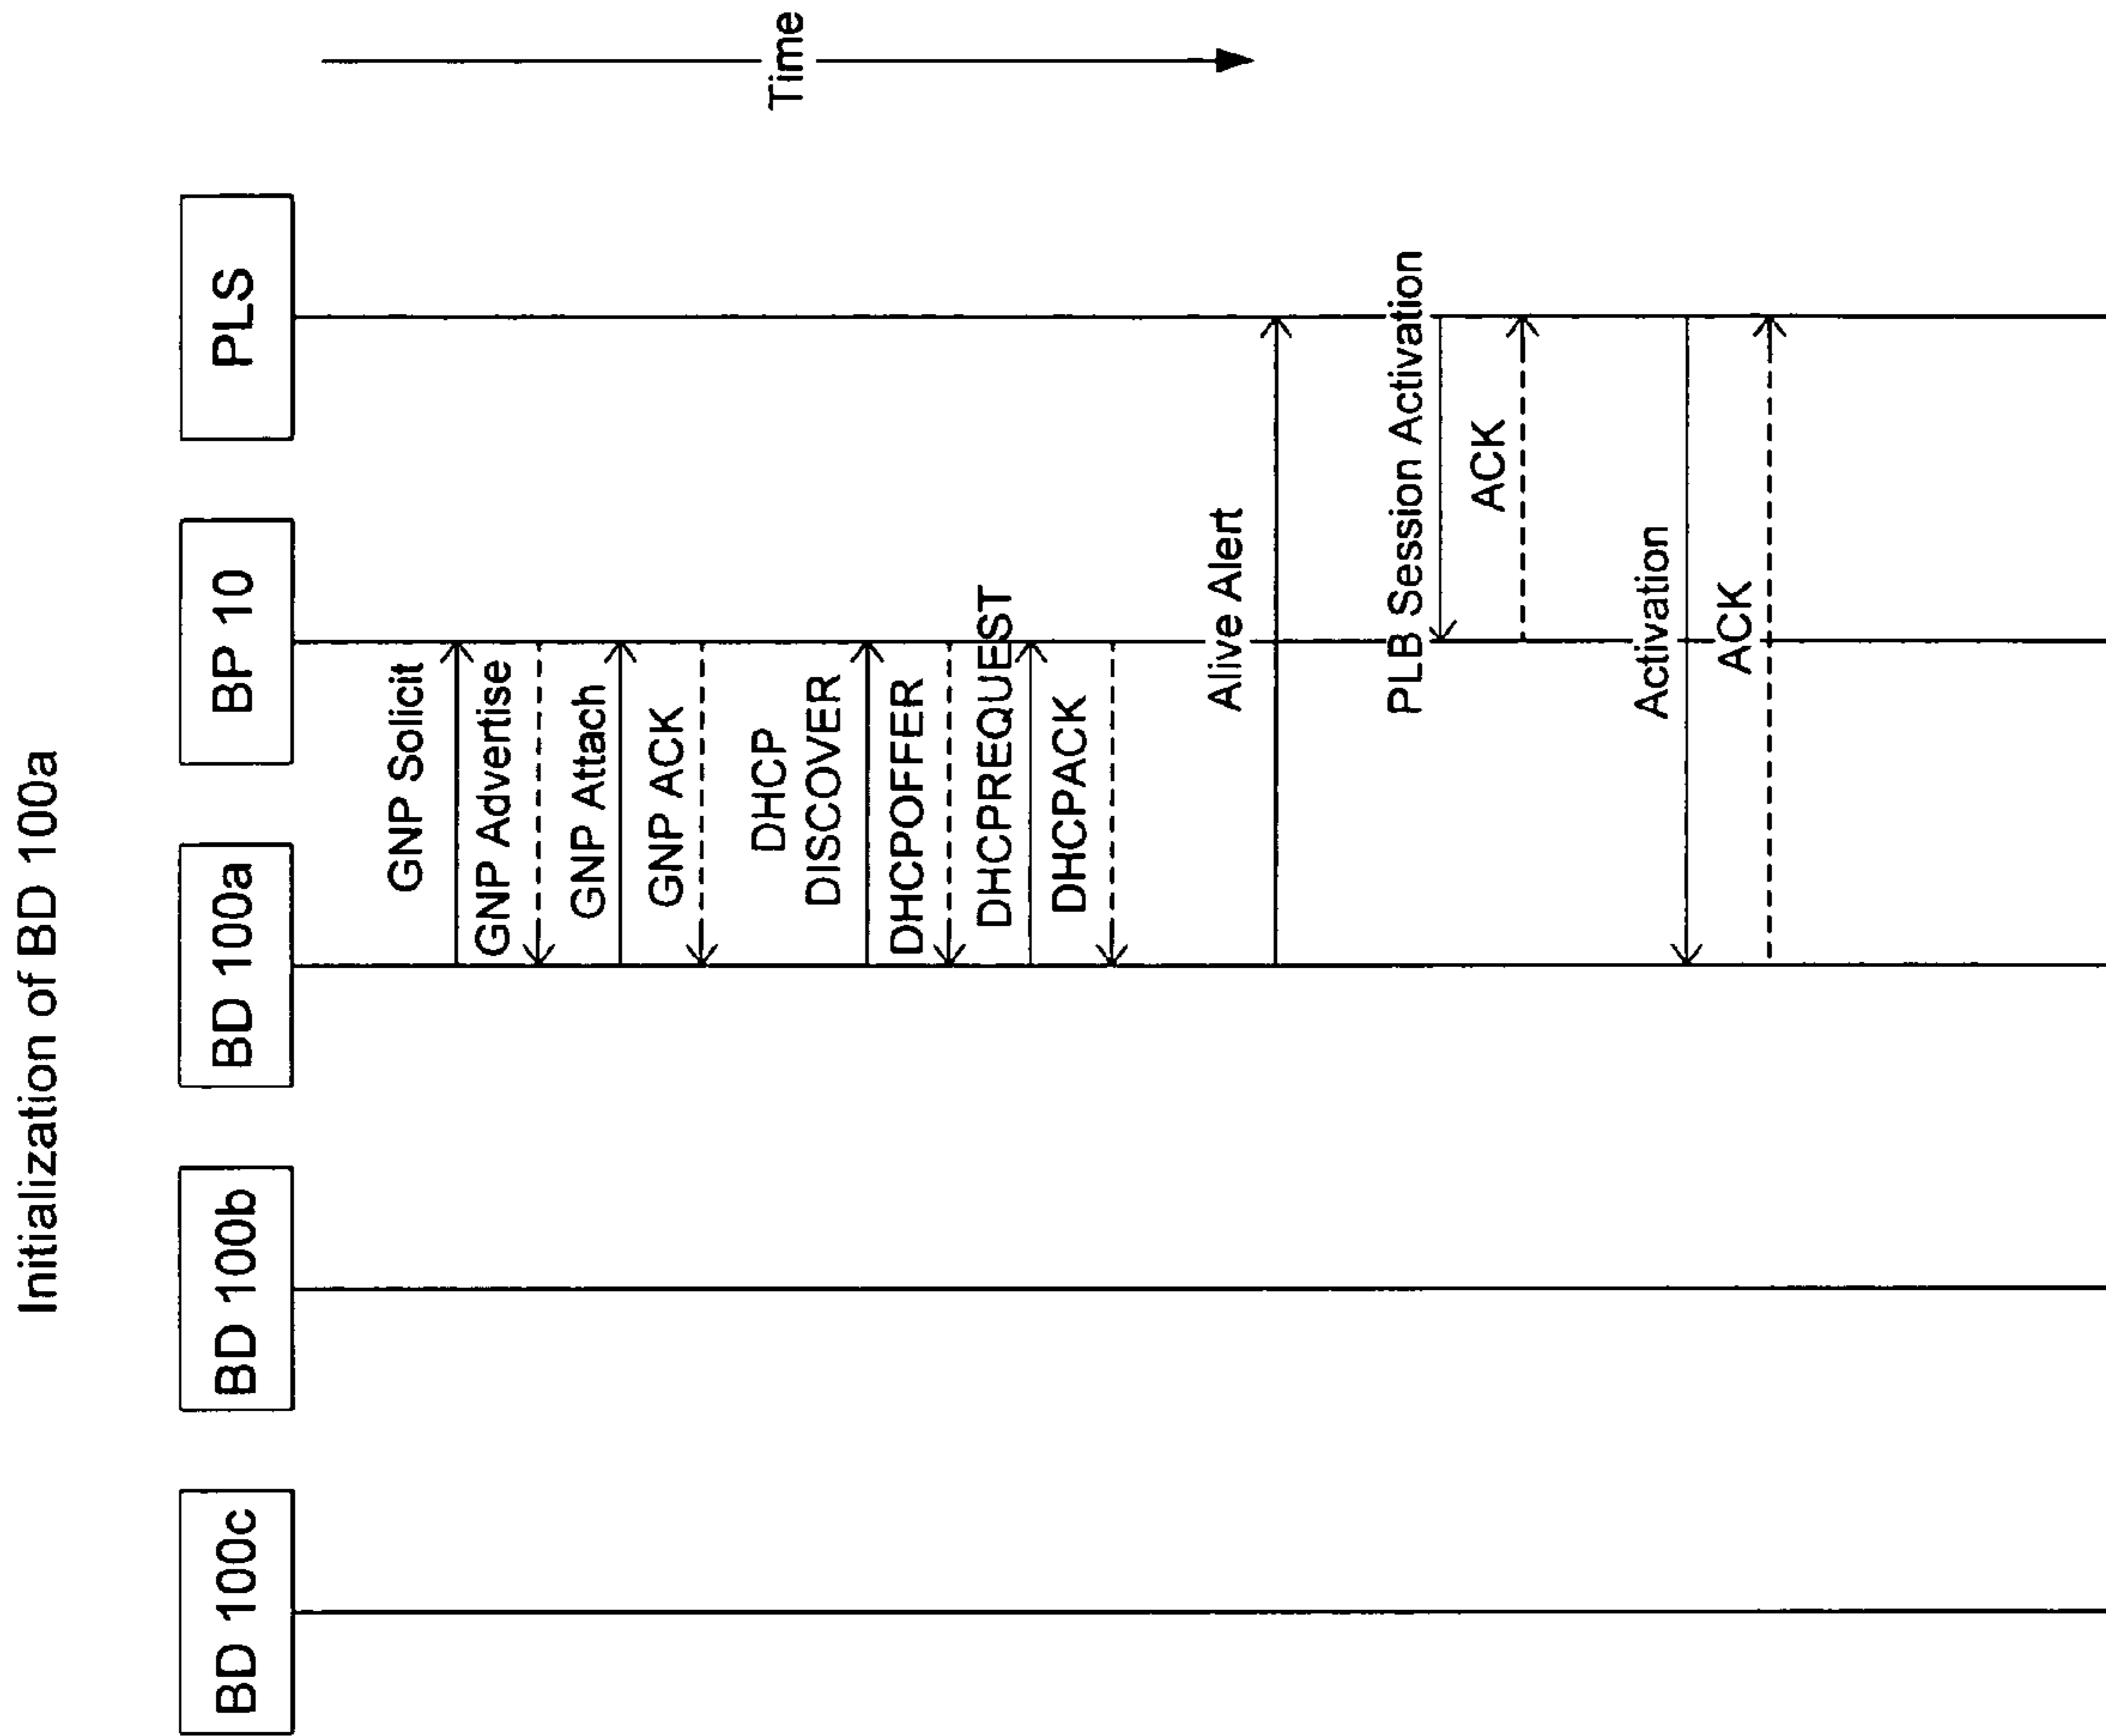 Initialization of BD 100a
BD 100c
BD 100b
BD 100a
BP 10
PLS
Time
GNP Solicit
GNP Advertise
GNP Attach
GNP ACK
DHCP
DISCOVER
DHCPOFFER
DHCPREQUEST
DHCPACK
Alive Alert
PLB Session Activation
ACK
Activation
ACK